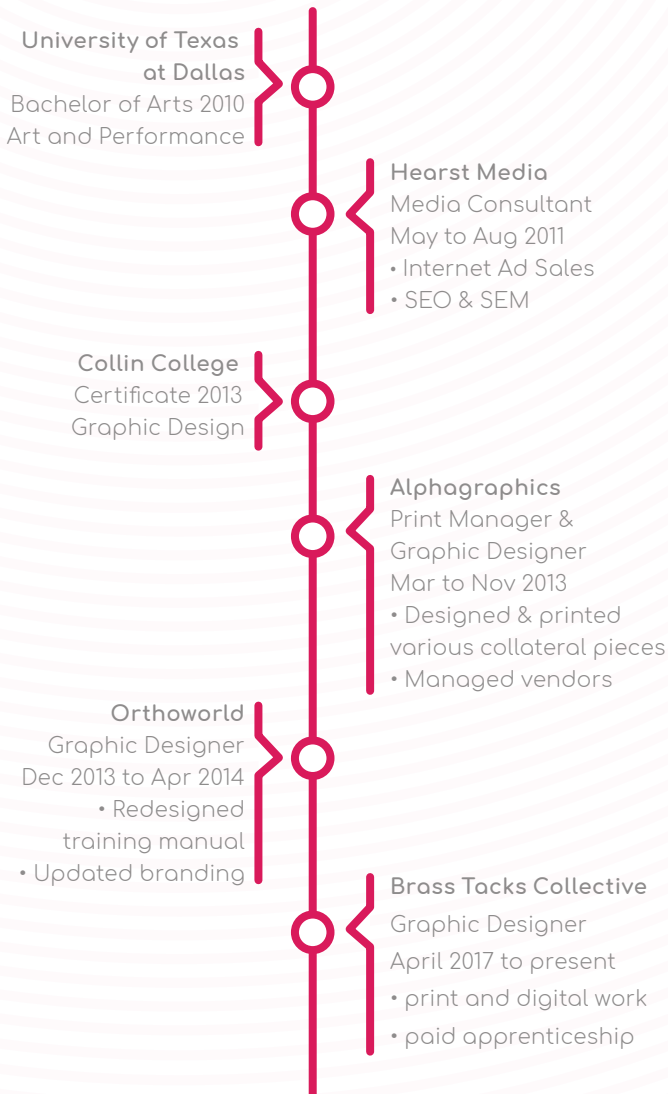 University of Texas
at Dallas
Bachelor of Arts 2010
Art and Performance
Hearst Media
Media Consultant
May to Aug 2011
• Internet Ad Sales
• SEO & SEM
Collin College
Certificate 2013
Graphic Design
Alphagraphics
Print Manager &
Graphic Designer
Mar to Nov 2013
• Designed & printed
various collateral pieces
• Managed vendors
Orthoworld
Graphic Designer
Dec 2013 to Apr 2014
• Redesigned
training manual
• Updated branding
Brass Tacks Collective
Graphic Designer
April 2017 to present
• print and digital work
• paid apprenticeship